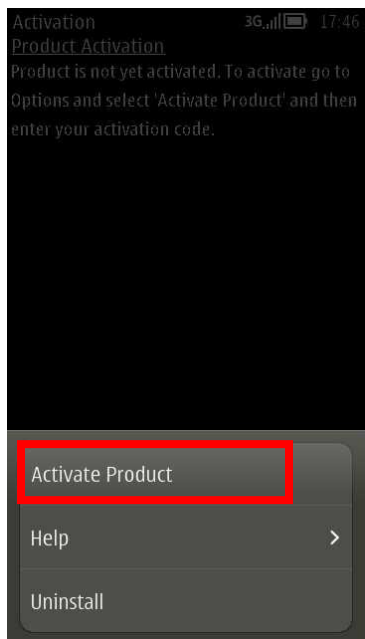 Activation 3G 17:46
Product Activation
Product is not yet activated. To activate go to
Options and select 'Activate Product' and then
enter your activation code.
Activate Product
Help
Uninstall